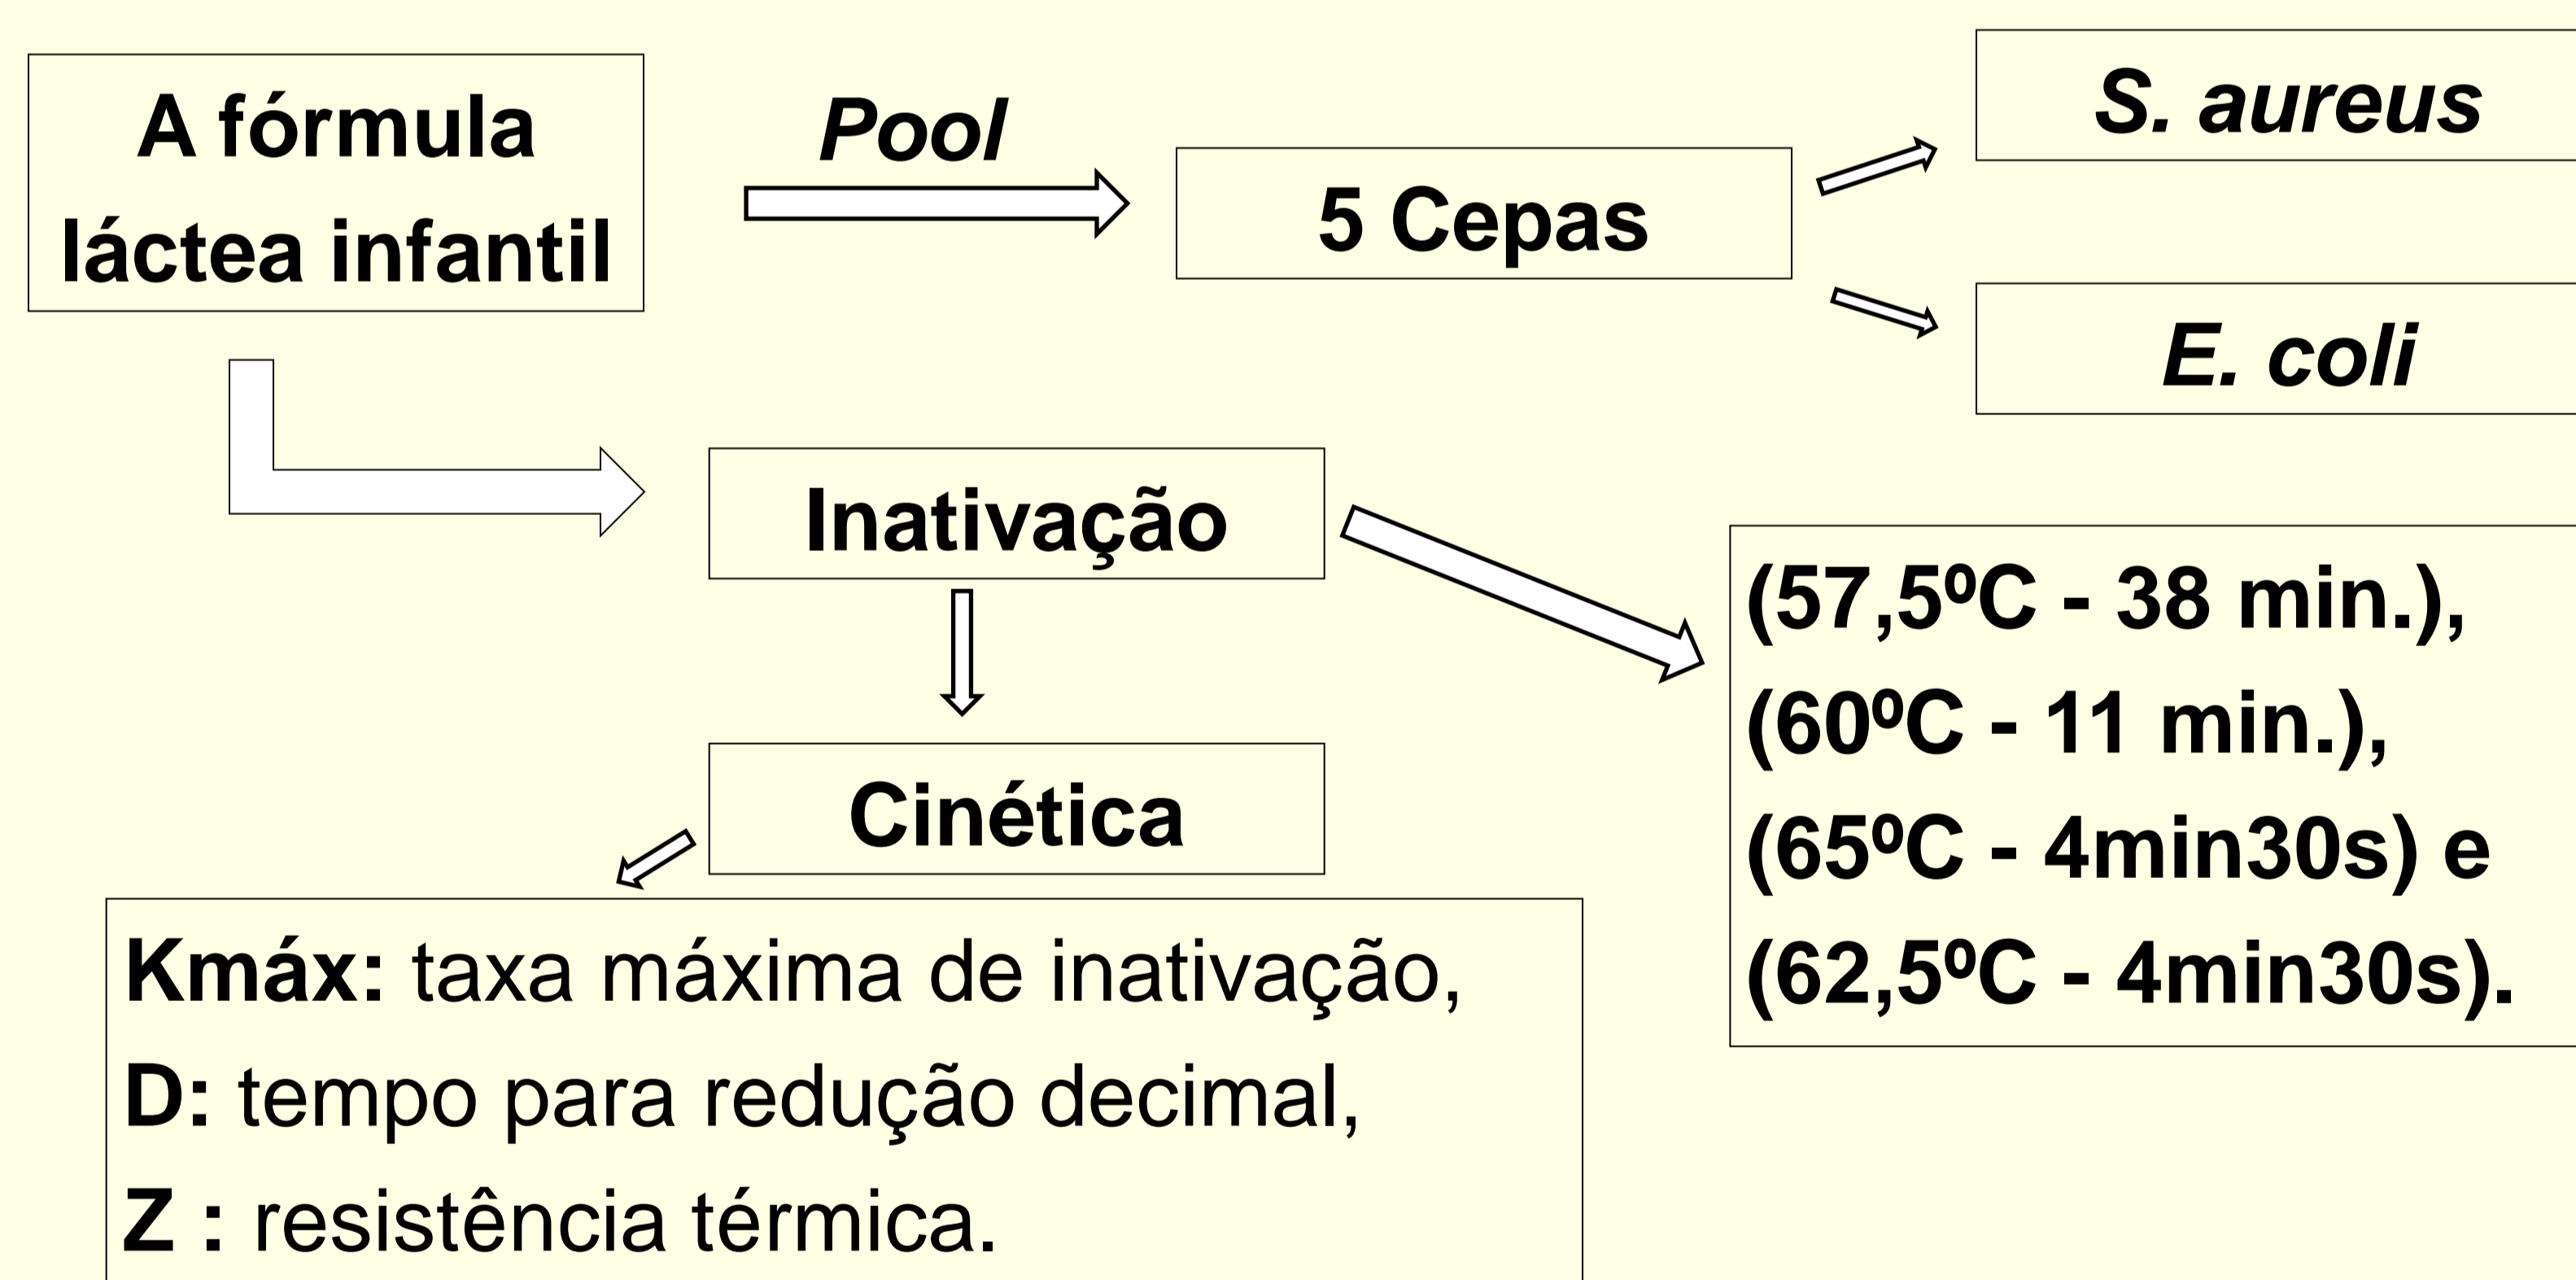 A fórmula
láctea infantil
Pool
5 Cepas
S. aureus
E. coli
Inativação
(57,5ºC - 38 min.),
(60ºC - 11 min.),
(65ºC - 4min30s) e
(62,5ºC - 4min30s).
Cinética
Kmáx: taxa máxima de inativação,
D: tempo para redução decimal,
Z : resistência térmica.